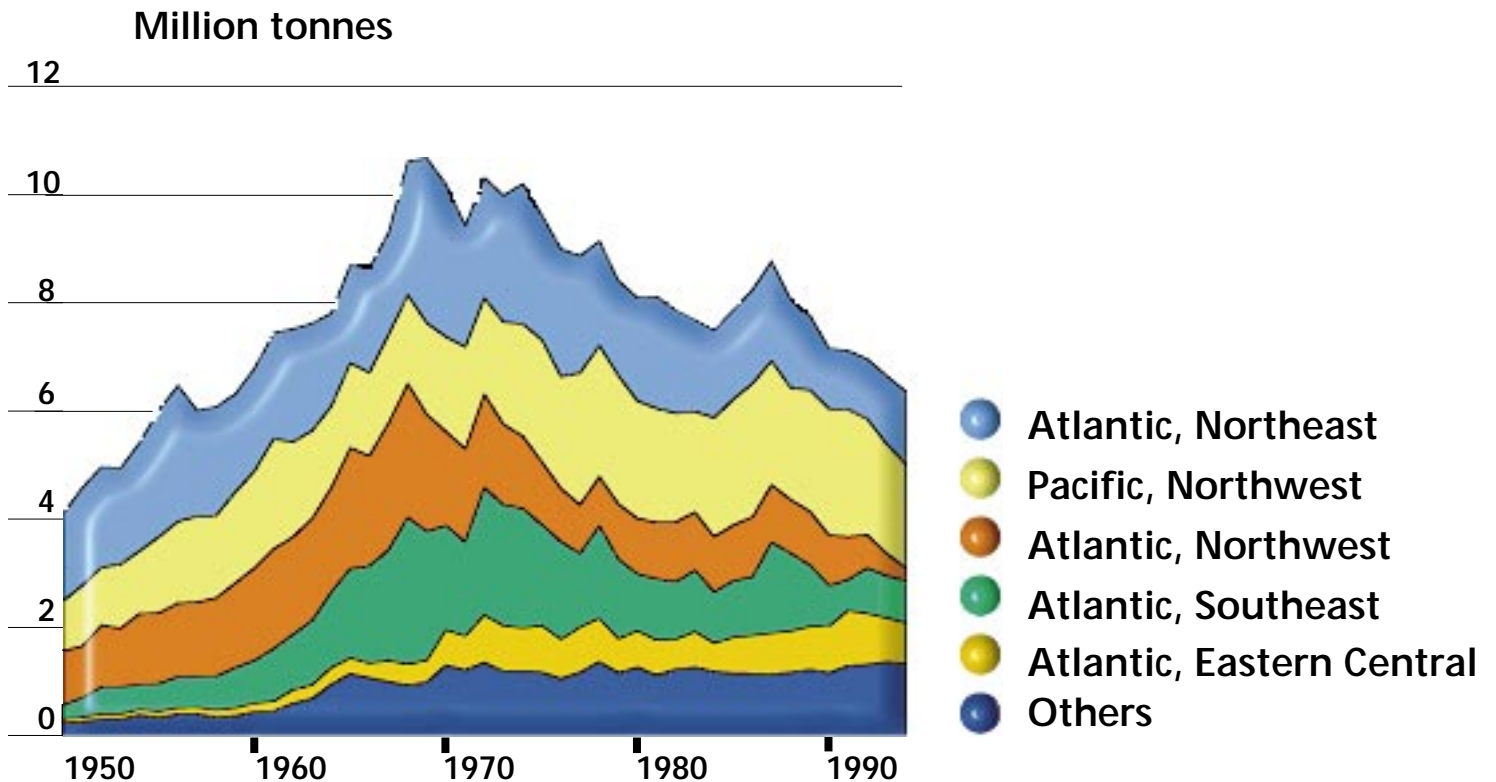 Million tonnes
12
10
8
6
4
2
0
1950 1960 1970 1980 1990
Atlantic, Northeast
Pacific, Northwest
Atlantic, Northwest
Atlantic, Southeast
Atlantic, Eastern Central
Others